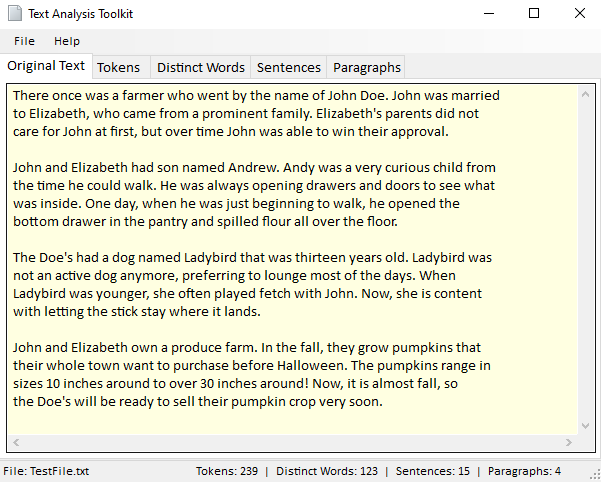 Text Analysis Toolkit
File Help
Original Text Tokens Distinct Words Sentences Paragraphs
There once was a farmer who went by the name of John Doe. John was married
to Elizabeth, who came from a prominent family. Elizabeth's parents did not
care for John at first, but over time John was able to win their approval.
John and Elizabeth had son named Andrew. Andy was a very curious child from
the time he could walk. He was always opening drawers and doors to see what
was inside. One day, when he was just beginning to walk, he opened the
bottom drawer in the pantry and spilled flour all over the floor.
The Doe's had a dog named Ladybird that was thirteen years old. Ladybird was
not an active dog anymore, preferring to lounge most of the days. When
Ladybird was younger, she often played fetch with John. Now, she is content
with letting the stick stay where it lands.
John and Elizabeth own a produce farm. In the fall, they grow pumpkins that
their whole town want to purchase before Halloween. The pumpkins range in
sizes 10 inches around to over 30 inches around! Now, it is almost fall, so
the Doe's will be ready to sell their pumpkin crop very soon.
File: TestFile.txt Tokens: 239 | Distinct Words: 123 | Sentences: 15 | Paragraphs: 4